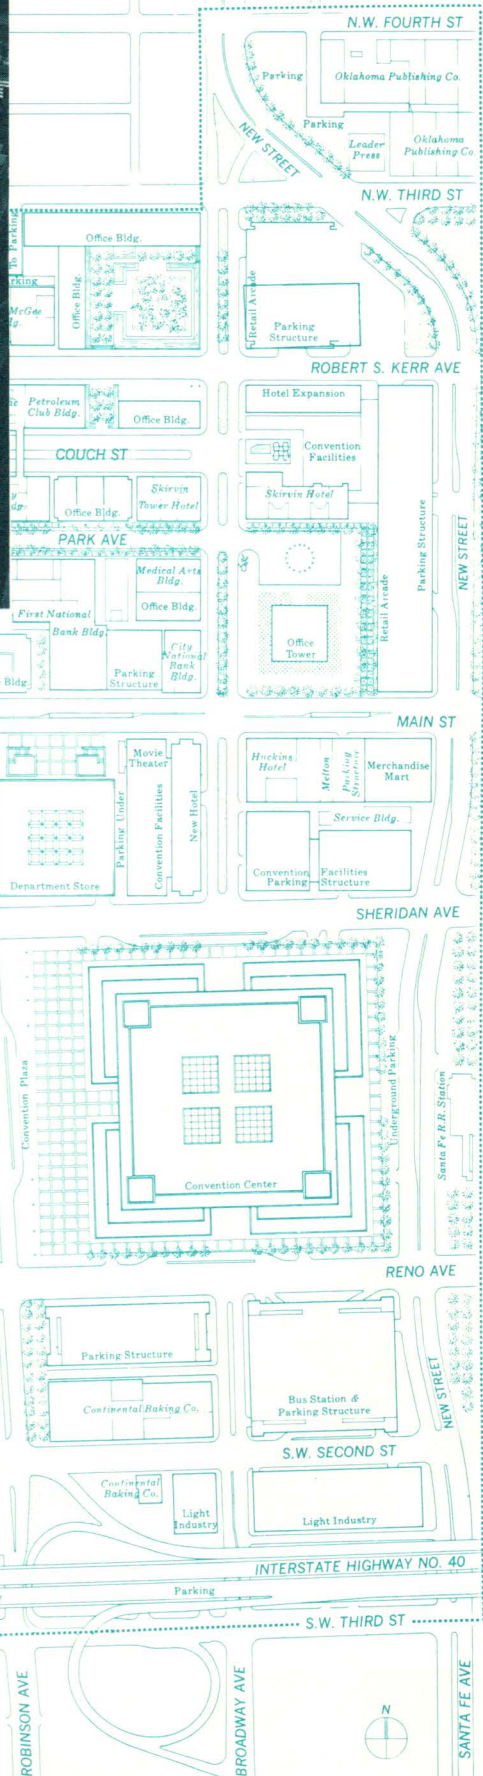 N.W. FOURTH ST
Parking
Oklahoma Publishing Co.
Parking
Leader
Press
Oklahoma
Publishing Co.
NEW STREET
N.W. THIRD ST
To Parking
Office Bldg.
Office Bldg.
Retail Arcade
Parking
Structure
ROBERT S. KERR AVE
Petroleum
Club Bldg.
Office Bldg.
Hotel Expansion
COUCH ST
Convention
Facilities
Skirvin
Tower Hotel
Office Bldg.
Skirvin Hotel
Parking Structure
NEW STREET
PARK AVE
Medical Arts
Bldg.
Office Bldg.
First National
Bank Bldg.
City
National
Bank
Bldg.
Parking
Structure
Bldg.
Office
Tower
Retail Arcade
MAIN ST
Movie
Theater
Parking Under
Convention Facilities
New Hotel
Department Store
Huckins
Hotel
Melton
Parking
Structure
Merchandise
Mart
Service Bldg.
Convention Facilities
Parking Structure
SHERIDAN AVE
Convention Plaza
Underground Parking
Santa Fe R.R. Station
Convention Center
RENO AVE
Parking Structure
Continental Baking Co.
Bus Station &
Parking Structure
NEW STREET
S.W. SECOND ST
Continental
Baking Co.
Light
Industry
Light Industry
INTERSTATE HIGHWAY NO. 40
Parking
S.W. THIRD ST
ROBINSON AVE
BROADWAY AVE
N
SANTA FE AVE